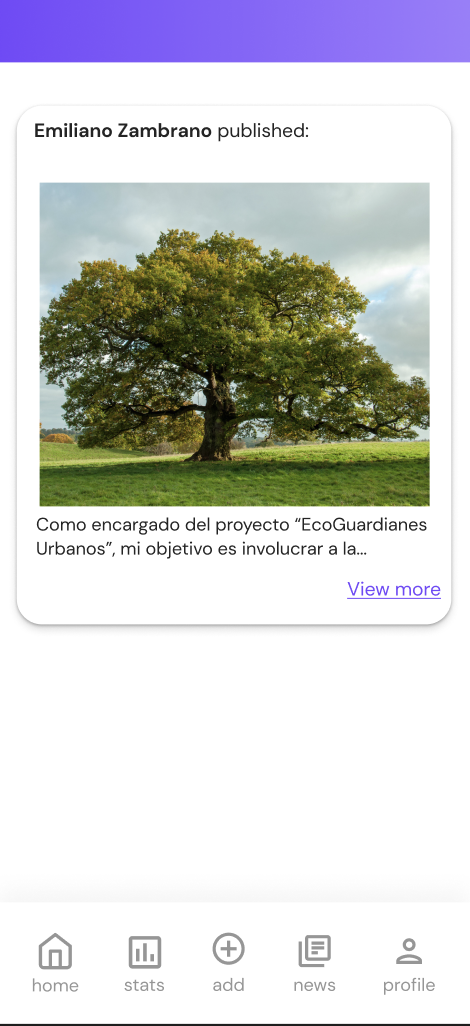 Emiliano Zambrano published:
Como encargado del proyecto “EcoGuardianes
Urbanos”, mi objetivo es involucrar a la...
View more
home stats add news profile